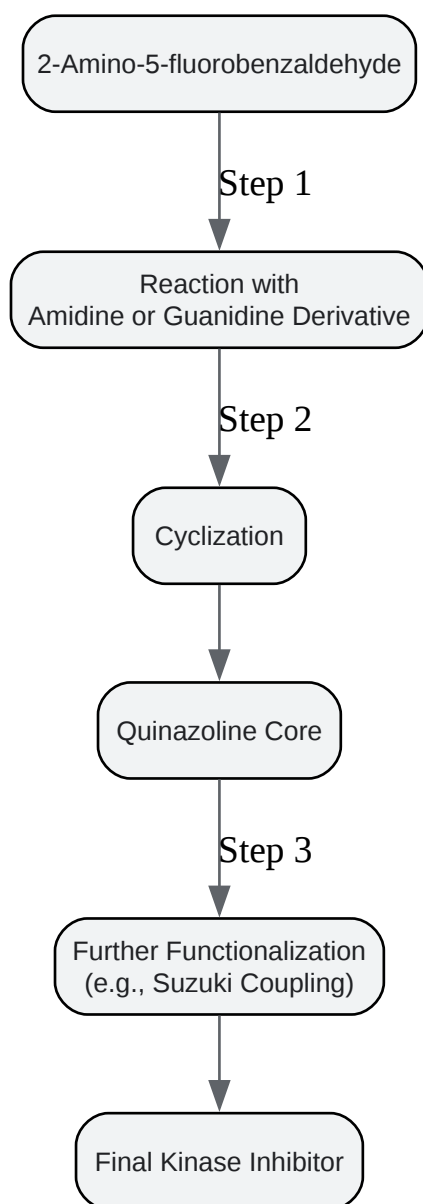 2-Amino-5-fluorobenzaldehyde
Step 1
Reaction with
Amidine or Guanidine Derivative
Step 2
Cyclization
Quinazoline Core
Step 3
Further Functionalization
(e.g., Suzuki Coupling)
Final Kinase Inhibitor